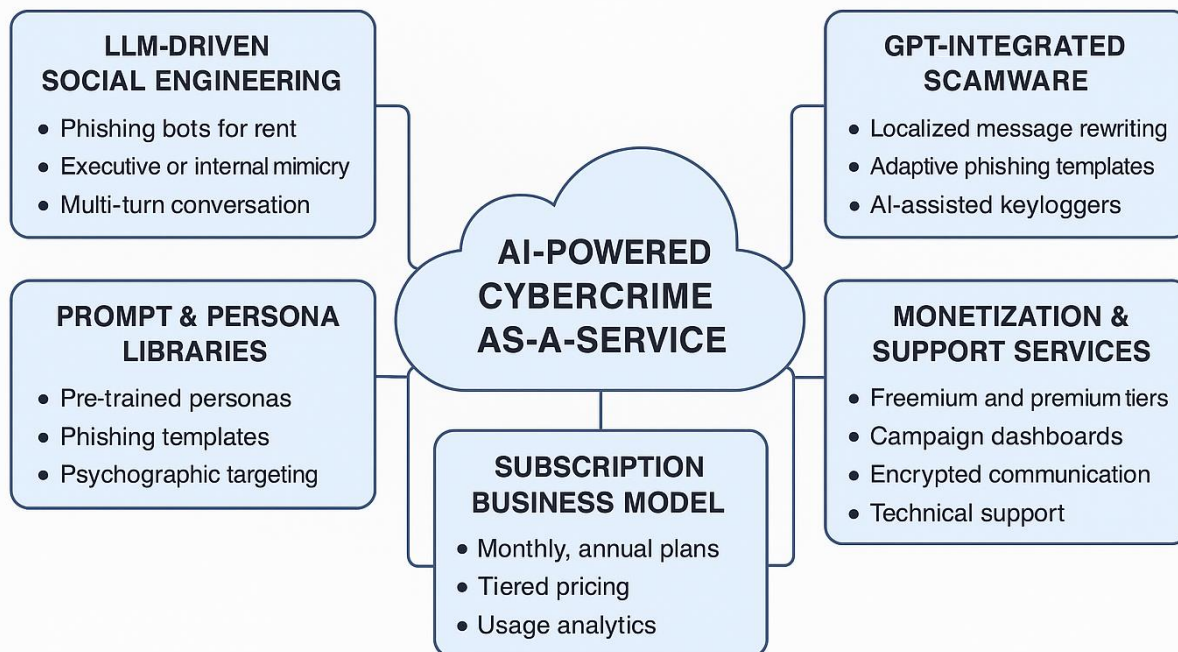 LLM-DRIVEN
SOCIAL ENGINEERING
• Phishing bots for rent
• Executive or internal mimicry
• Multi-turn conversation
GPT-INTEGRATED
SCAMWARE
• Localized message rewriting
• Adaptive phishing templates
• AI-assisted keyloggers
AI-POWERED
CYBERCRIME
AS-A-SERVICE
PROMPT & PERSONA
LIBRARIES
• Pre-trained personas
• Phishing templates
• Psychographic targeting
MONETIZATION &
SUPPORT SERVICES
• Freemium and premium tiers
• Campaign dashboards
• Encrypted communication
• Technical support
SUBSCRIPTION
BUSINESS MODEL
• Monthly, annual plans
• Tiered pricing
• Usage analytics